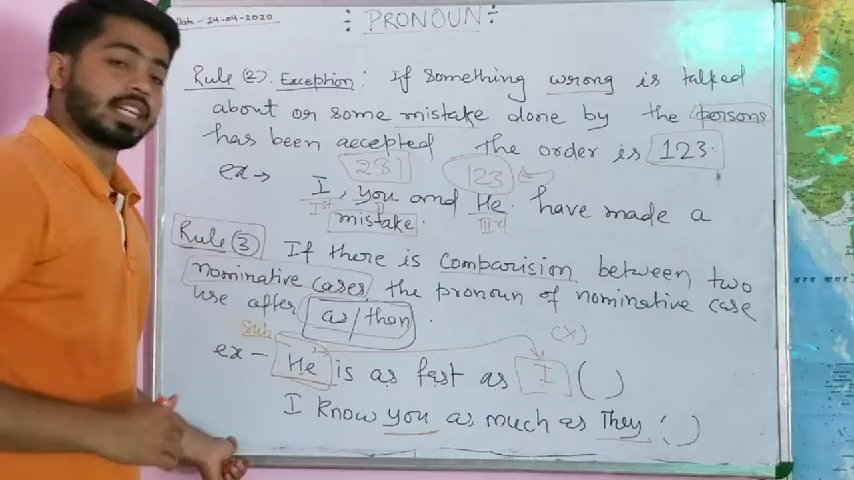 Date - 24-04-2020
: PRONOUN :
Rule (2). Exception : If something wrong is talked
about or some mistake done by the persons
has been accepted the order is 123.
231 123
ex → I, you and He have made a
Ist II IIIrd
mistake.
Rule (3) If there is comparision between two
nominative cases the pronoun of nominative case
use after as/than.
Sub (X)
ex - He is as fast as I ( )
I know you as much as They ( )